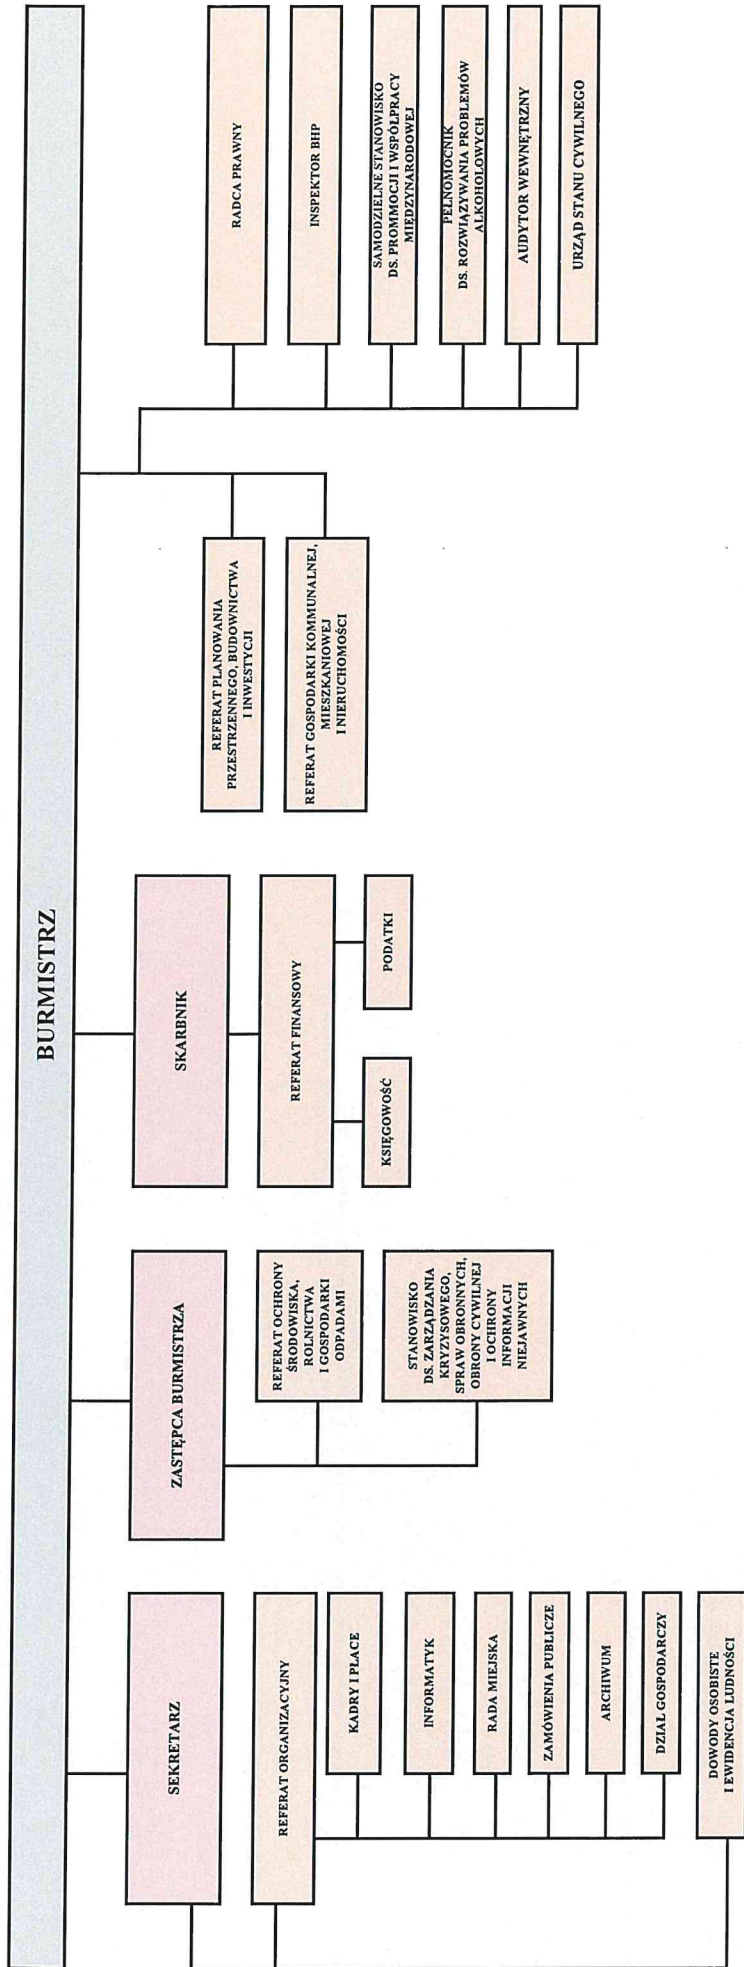 BURMISTRZ
SEKRETARZ
REFERAT ORGANIZACYJNY
KADRY I PŁACE
INFORMATYK
RADA MIEJSKA
ZAMÓWIENIA PUBLICZE
ARCHIWUM
DZIAŁ GOSPODARCZY
DOWODY OSOBISTE
I EWIDENCJA LUDNOŚCI
ZASTĘPCA BURMISTRZA
REFERAT OCHRONY
ŚRODOWISKA,
ROLNICTWA
I GOSPODARKI
ODPADAMI
STANOWISKO
DS. ZARZĄDZANIA
KRYZYSOWEGO,
SPRAW OBRONNYCH,
OBRONY CYWILNEJ
I OCHRONY
INFORMACJI
NIEJAWNYCH
SKARBNIK
REFERAT FINANSOWY
KSIĘGOWOŚĆ
PODATKI
REFERAT PLANOWANIA
PRZESTRZENNEGO, BUDOWNICTWA
I INWESTYCJI
REFERAT GOSPODARKI KOMMUNALNEJ,
MIESZKANIOWEJ
I NIERUCHOMOŚCI
RADCA PRAWNY
INSPEKTOR BHP
SAMODZIELNE STANOWISKO
DS. PROMMOCJI I WSPÓŁPRACY
MIĘDZYNARODOWEJ
PEŁNOMOCNIK
DS. ROZWIĄZYWANIA PROBLEMÓW
ALKOHOLOWYCH
AUDYTOR WEWNĘTRZNY
URZĄD STANU CYWILNEGO